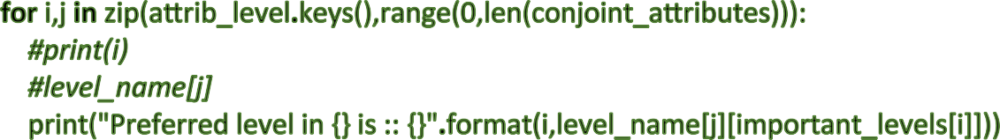 for i,j in zip(attrib_level.keys(),range(0,len(conjoint_attributes))):
    #print(i)
    #level_name[j]
    print("Preferred level in {} is :: {}".format(i,level_name[j][important_levels[i]]))